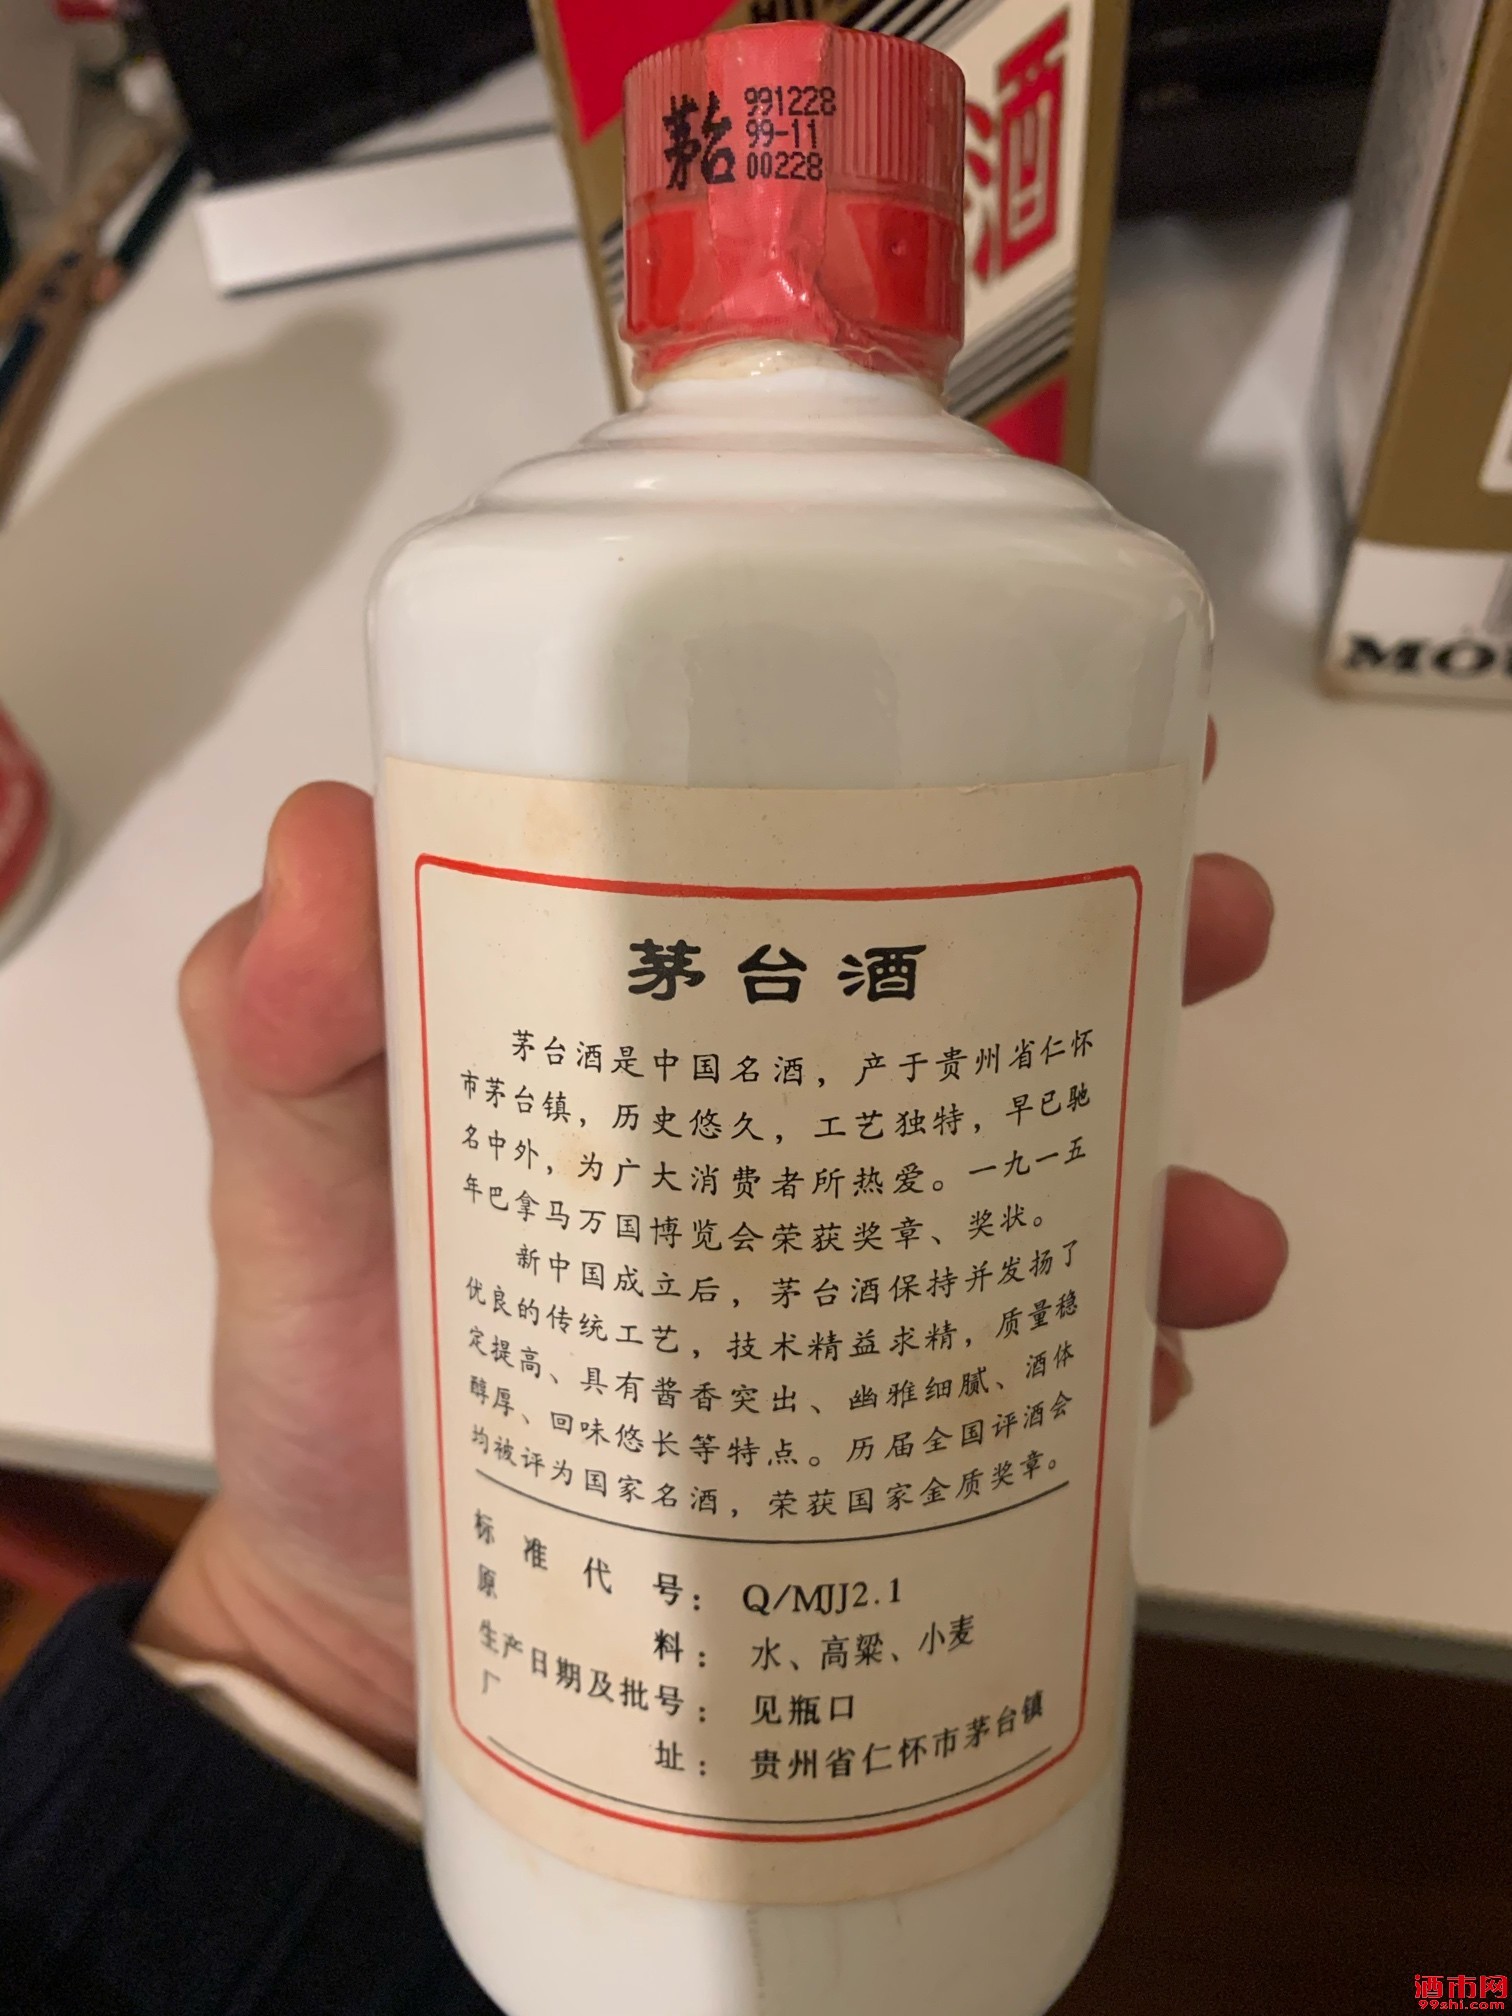 茅台
991228
99-11
00228
酒
MOU
茅台酒
茅台酒是中国名酒，产于贵州省仁怀
市茅台镇，历史悠久，工艺独特，早已驰
名中外，为广大消费者所热爱。一九一五
年巴拿马万国博览会荣获奖章、奖状。
新中国成立后，茅台酒保持并发扬了
优良的传统工艺，技术精益求精，质量稳
定提高、具有酱香突出、幽雅细腻、酒体
醇厚、回味悠长等特点。历届全国评酒会
均被评为国家名酒，荣获国家金质奖章。
标准代号：Q/MJJ2.1
原料：水、高粱、小麦
生产日期及批号：见瓶口
厂址：贵州省仁怀市茅台镇
酒市网
99shi.com